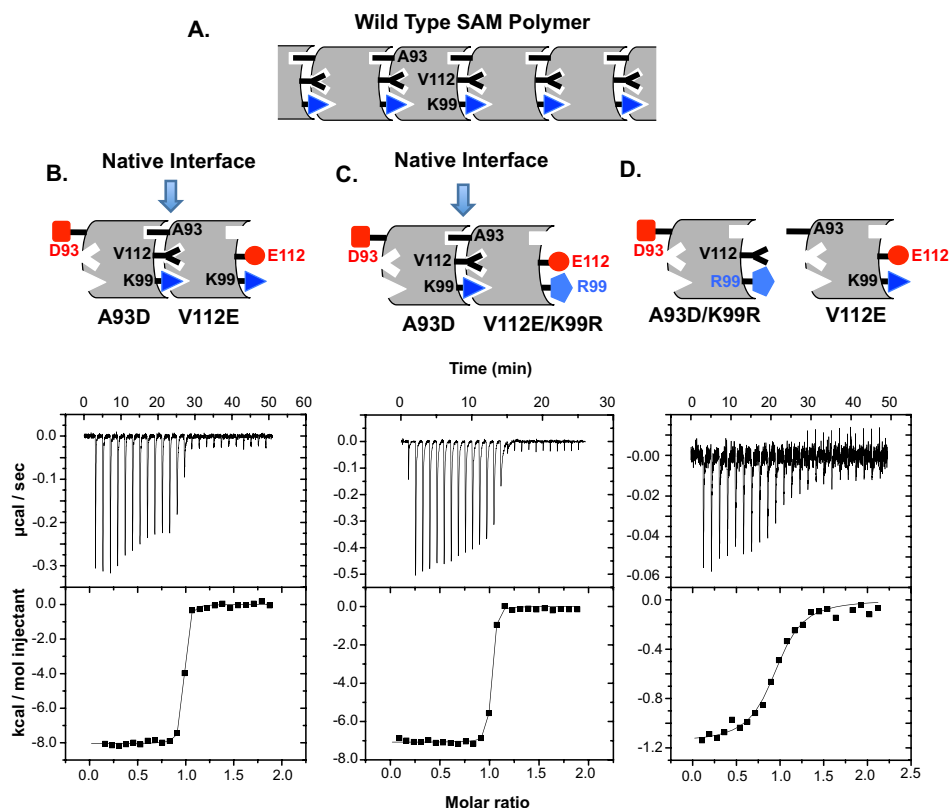 A.
Wild Type SAM Polymer
A93
V112
K99
B.
Native Interface
D93
A93
V112
E112
K99
K99
A93D
V112E
C.
Native Interface
D93
A93
V112
E112
K99
R99
A93D
V112E/K99R
D.
D93
V112
R99
A93D/K99R
A93
E112
K99
V112E
Time (min)
0 10 20 30 40 50 60
0 10 20 30
0 10 20 30 40 50
µcal / sec
0.0
-0.1
-0.2
-0.3
0.0
-0.1
-0.2
-0.3
-0.4
-0.5
-0.00
-0.02
-0.04
-0.06
kcal / mol injectant
0.0
-2.0
-4.0
-6.0
-8.0
0.0
-2.0
-4.0
-6.0
-8.0
0.0
-0.4
-0.8
-1.2
0.0 0.5 1.0 1.5 2.0
0.0 0.5 1.0 1.5 2.0
0.0 0.5 1.0 1.5 2.0 2.5
Molar ratio